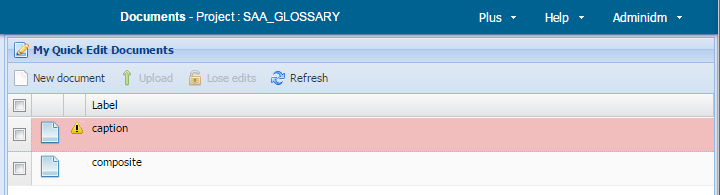 Documents - Project : SAA_GLOSSARY Plus Help Adminidm
My Quick Edit Documents
New document Upload Lose edits Refresh
Label
caption
composite